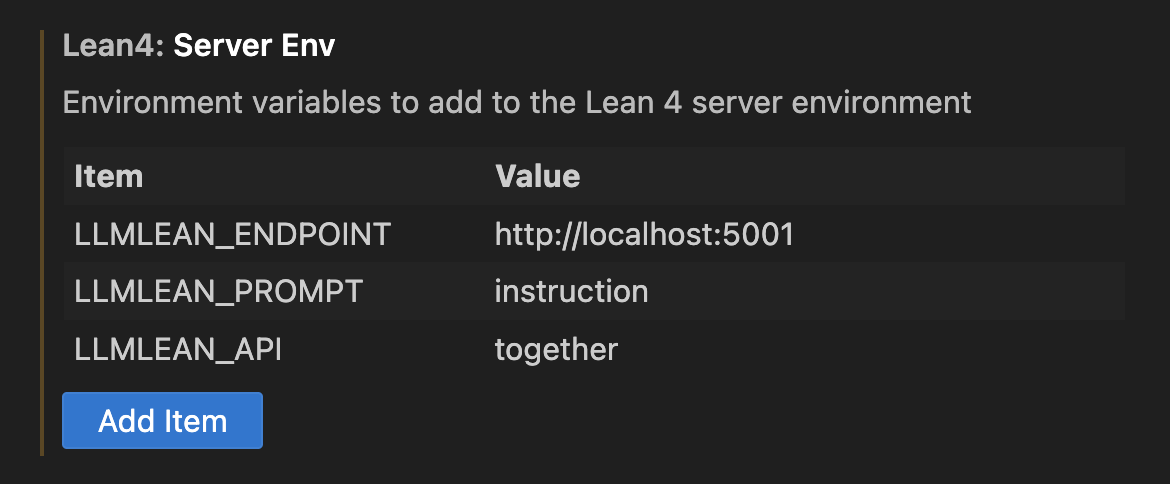 Lean4: Server Env
Environment variables to add to the Lean 4 server environment
Item Value
LLMLEAN_ENDPOINT http://localhost:5001
LLMLEAN_PROMPT instruction
LLMLEAN_API together
Add Item